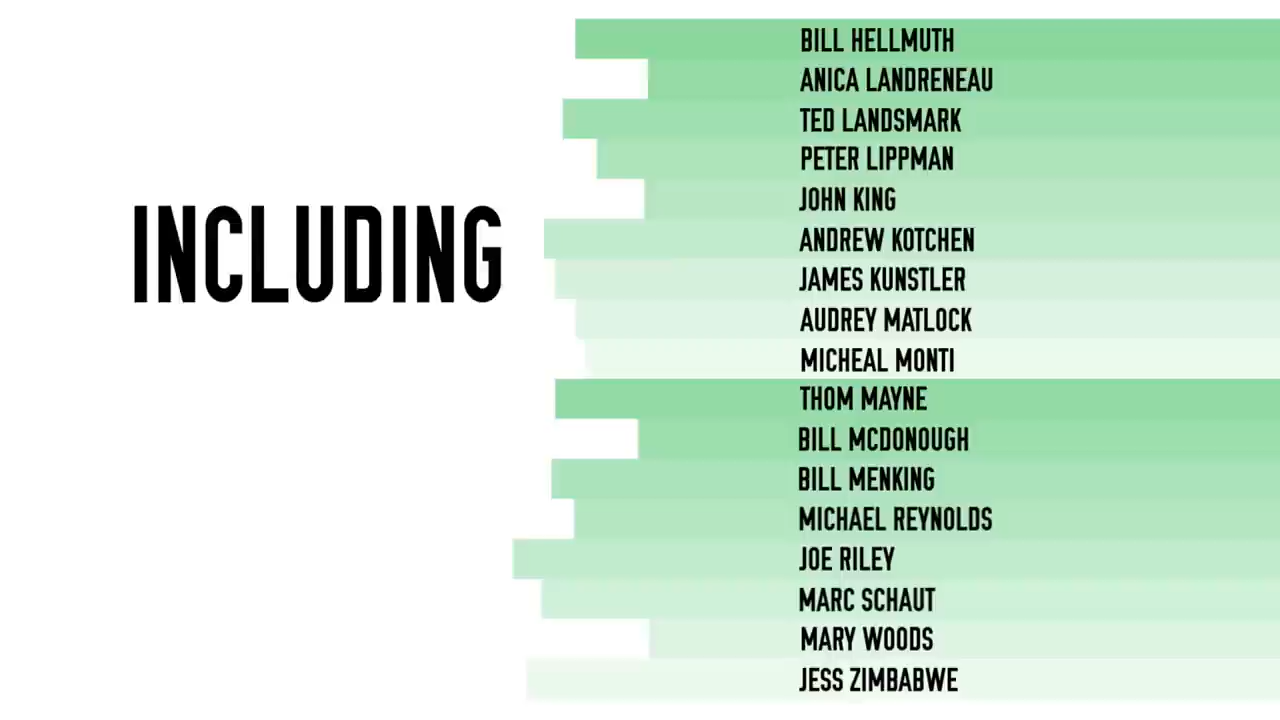 INCLUDING
BILL HELLMUTH
ANICA LANDRENEAU
TED LANDSMARK
PETER LIPPMAN
JOHN KING
ANDREW KOTCHEN
JAMES KUNSTLER
AUDREY MATLOCK
MICHEAL MONTI
THOM MAYNE
BILL MCDONOUGH
BILL MENKING
MICHAEL REYNOLDS
JOE RILEY
MARC SCHAUT
MARY WOODS
JESS ZIMBABWE